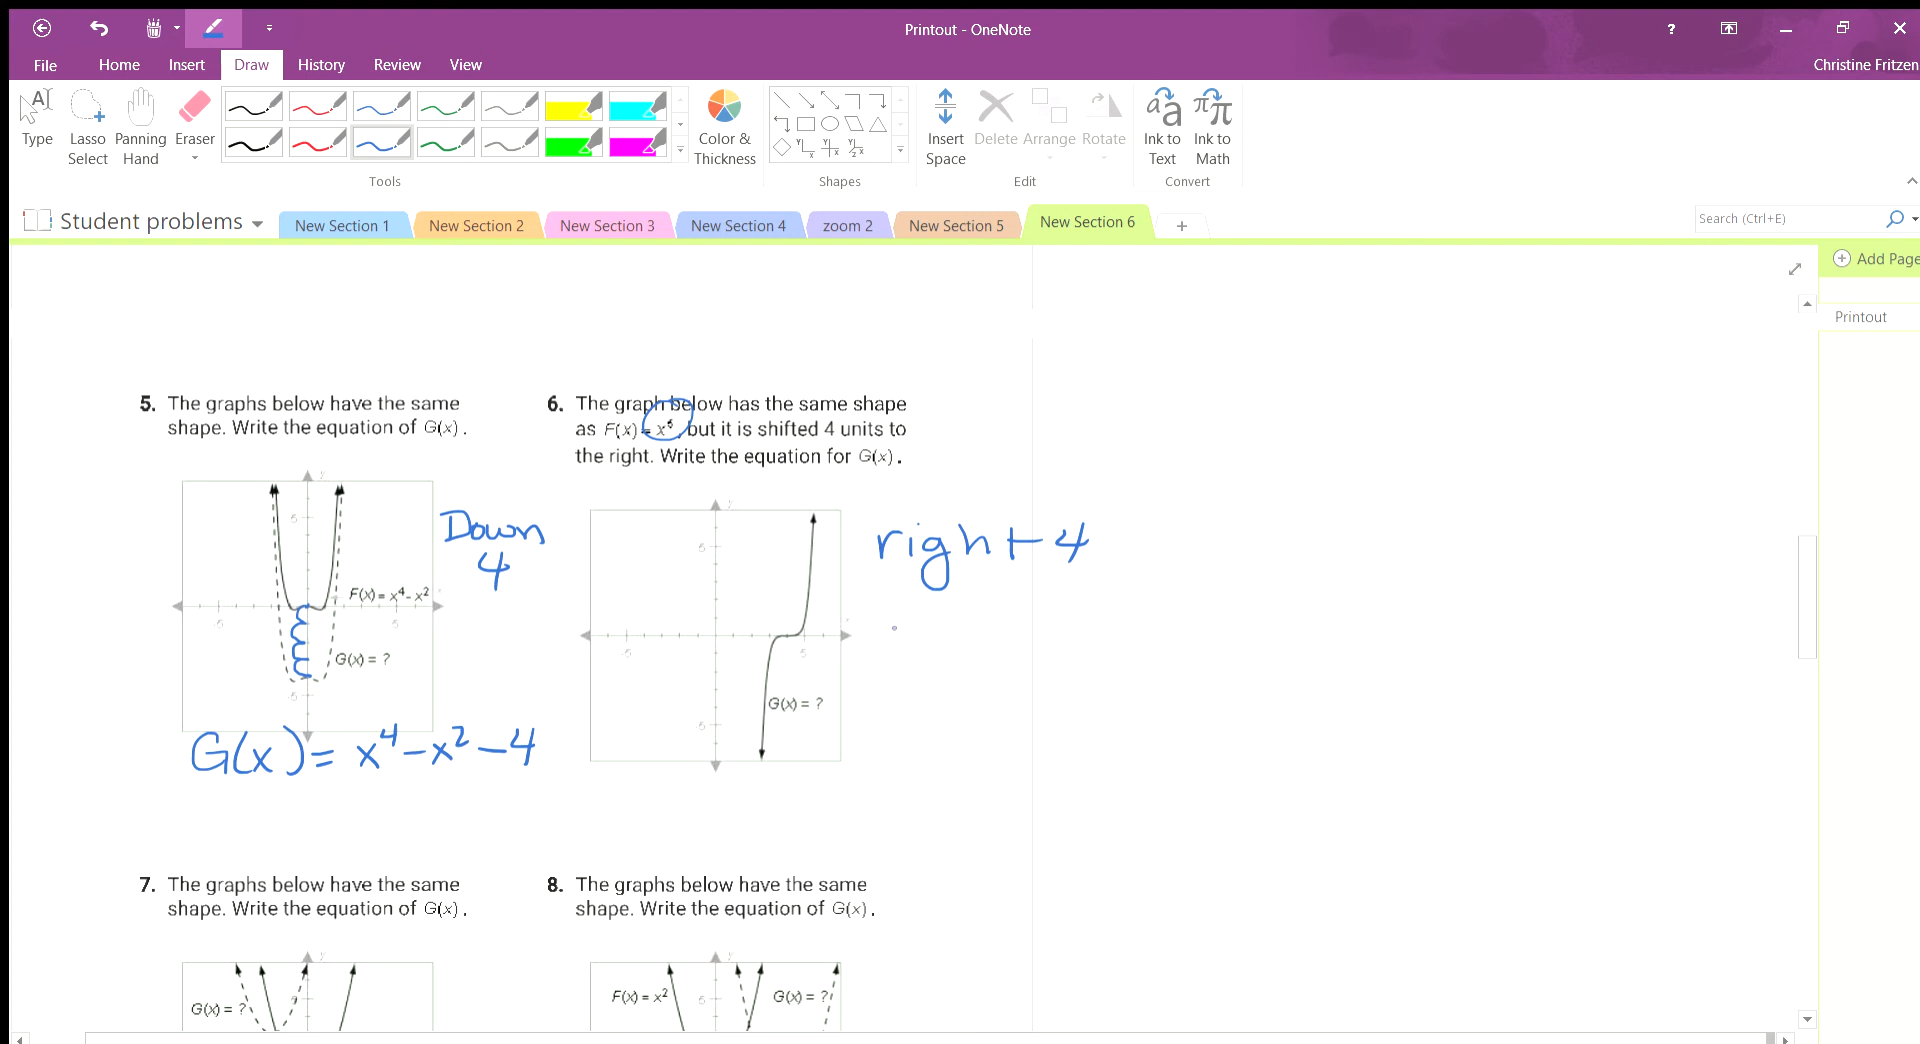 Printout - OneNote
?
File Home Insert Draw History Review View
Christine Fritzen
Type
Lasso Select
Panning Hand
Eraser
Color & Thickness
Insert Space
Delete
Arrange
Rotate
Ink to Text
Ink to Math
Tools
Shapes
Edit
Convert
Student problems
New Section 1
New Section 2
New Section 3
New Section 4
zoom 2
New Section 5
New Section 6
Search (Ctrl+E)
Add Page
Printout
5. The graphs below have the same
shape. Write the equation of G(x).
Down
4
F(x) = x⁴- x²
G(x) = ?
G(x) = x⁴-x²-4
6. The graph below has the same shape
as F(x) = x⁵, but it is shifted 4 units to
the right. Write the equation for G(x).
y
5
-5
5
-5
G(x) = ?
right 4
7. The graphs below have the same
shape. Write the equation of G(x).
G(x) = ?
8. The graphs below have the same
shape. Write the equation of G(x).
F(x) = x²
5
G(x) = ?